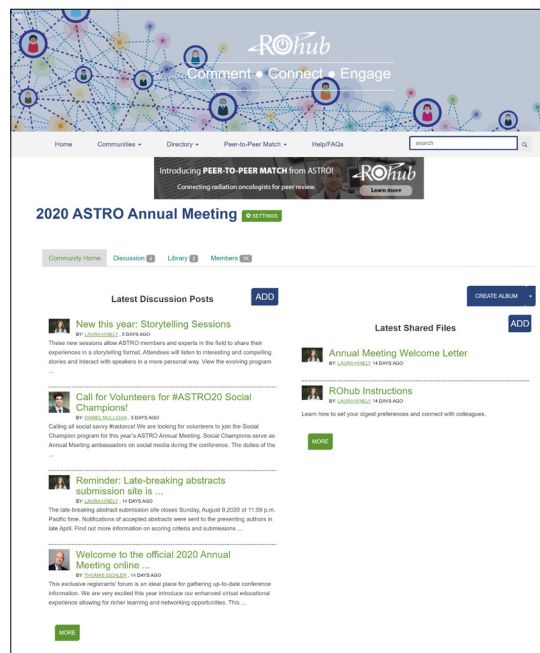 ROhub
Comment ● Connect ● Engage
Home Communities Directory Peer-to-Peer Match Help/FAQs search
Introducing PEER-TO-PEER MATCH from ASTRO!
Connecting radiation oncologists for peer review.
ROhub
Learn more
2020 ASTRO Annual Meeting SETTINGS
Community Home Discussion 4 Library 2 Members 1K
CREATE ALBUM
Latest Discussion Posts ADD
New this year: Storytelling Sessions
BY: LAURA HINELY , 5 DAYS AGO
These new sessions allow ASTRO members and experts in the field to share their
experiences in a storytelling format. Attendees will listen to interesting and compelling
stories and interact with speakers in a more personal way. View the evolving program
...
Call for Volunteers for #ASTRO20 Social
Champions!
BY: DANIEL MULLIGAN , 5 DAYS AGO
Calling all social savvy #radonc! We are looking for volunteers to join the Social
Champion program for this year's ASTRO Annual Meeting. Social Champions serve as
Annual Meeting ambassadors on social media during the conference. The duties of the
...
Reminder: Late-breaking abstracts
submission site is ...
BY: LAURA HINELY , 14 DAYS AGO
The late-breaking abstract submission site closes Sunday, August 9,2020 at 11:59 p.m.
Pacific time. Notifications of accepted abstracts were sent to the presenting authors in
late April. Find out more information on scoring criteria and submissions ...
Welcome to the official 2020 Annual
Meeting online ...
BY: THOMAS EICHLER , 14 DAYS AGO
This exclusive registrants' forum is an ideal place for gathering up-to-date conference
information. We are very excited this year introduce our enhanced virtual educational
experience allowing for richer learning and networking opportunities. This ...
MORE
Latest Shared Files ADD
Annual Meeting Welcome Letter
BY: LAURA HINELY 14 DAYS AGO
ROhub Instructions
BY: LAURA HINELY 14 DAYS AGO
Learn how to set your digest preferences and connect with colleagues.
MORE